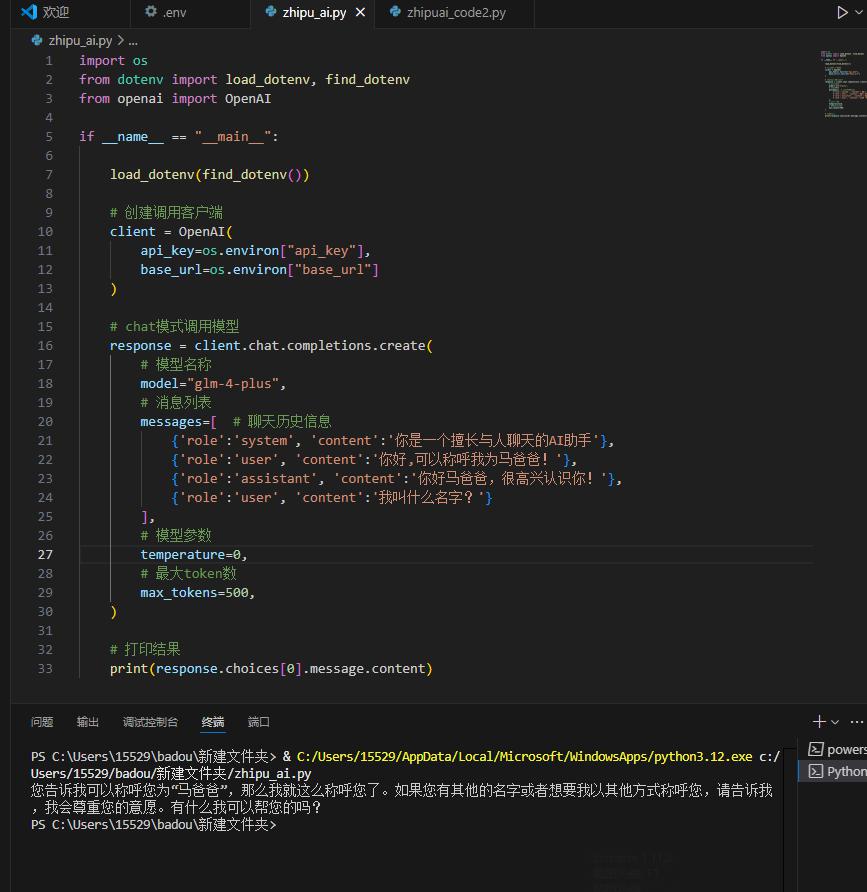 欢迎
.env
zhipu_ai.py
zhipuai_code2.py
zhipu_ai.py > ...
1 import os
2 from dotenv import load_dotenv, find_dotenv
3 from openai import OpenAI
4
5 if __name__ == "__main__":
6
7 load_dotenv(find_dotenv())
8
9 # 创建调用客户端
10 client = OpenAI(
11 api_key=os.environ["api_key"],
12 base_url=os.environ["base_url"]
13 )
14
15 # chat模式调用模型
16 response = client.chat.completions.create(
17 # 模型名称
18 model="glm-4-plus",
19 # 消息列表
20 messages=[ # 聊天历史信息
21 {'role':'system', 'content':'你是一个擅长与人聊天的AI助手'},
22 {'role':'user', 'content':'你好,可以称呼我为马爸爸！'},
23 {'role':'assistant', 'content':'你好马爸爸，很高兴认识你！'},
24 {'role':'user', 'content':'我叫什么名字？'}
25 ],
26 # 模型参数
27 temperature=0,
28 # 最大token数
29 max_tokens=500,
30 )
31
32 # 打印结果
33 print(response.choices[0].message.content)
问题 输出 调试控制台 终端 端口
PS C:\Users\15529\badou\新建文件夹> & C:/Users/15529/AppData/Local/Microsoft/WindowsApps/python3.12.exe c:/
Users/15529/badou/新建文件夹/zhipu_ai.py
您告诉我可以称呼您为“马爸爸”，那么我就这么称呼您了。如果您有其他的名字或者想要我以其他方式称呼您，请告诉我
，我会尊重您的意愿。有什么我可以帮您的吗？
PS C:\Users\15529\badou\新建文件夹>
powers
Python